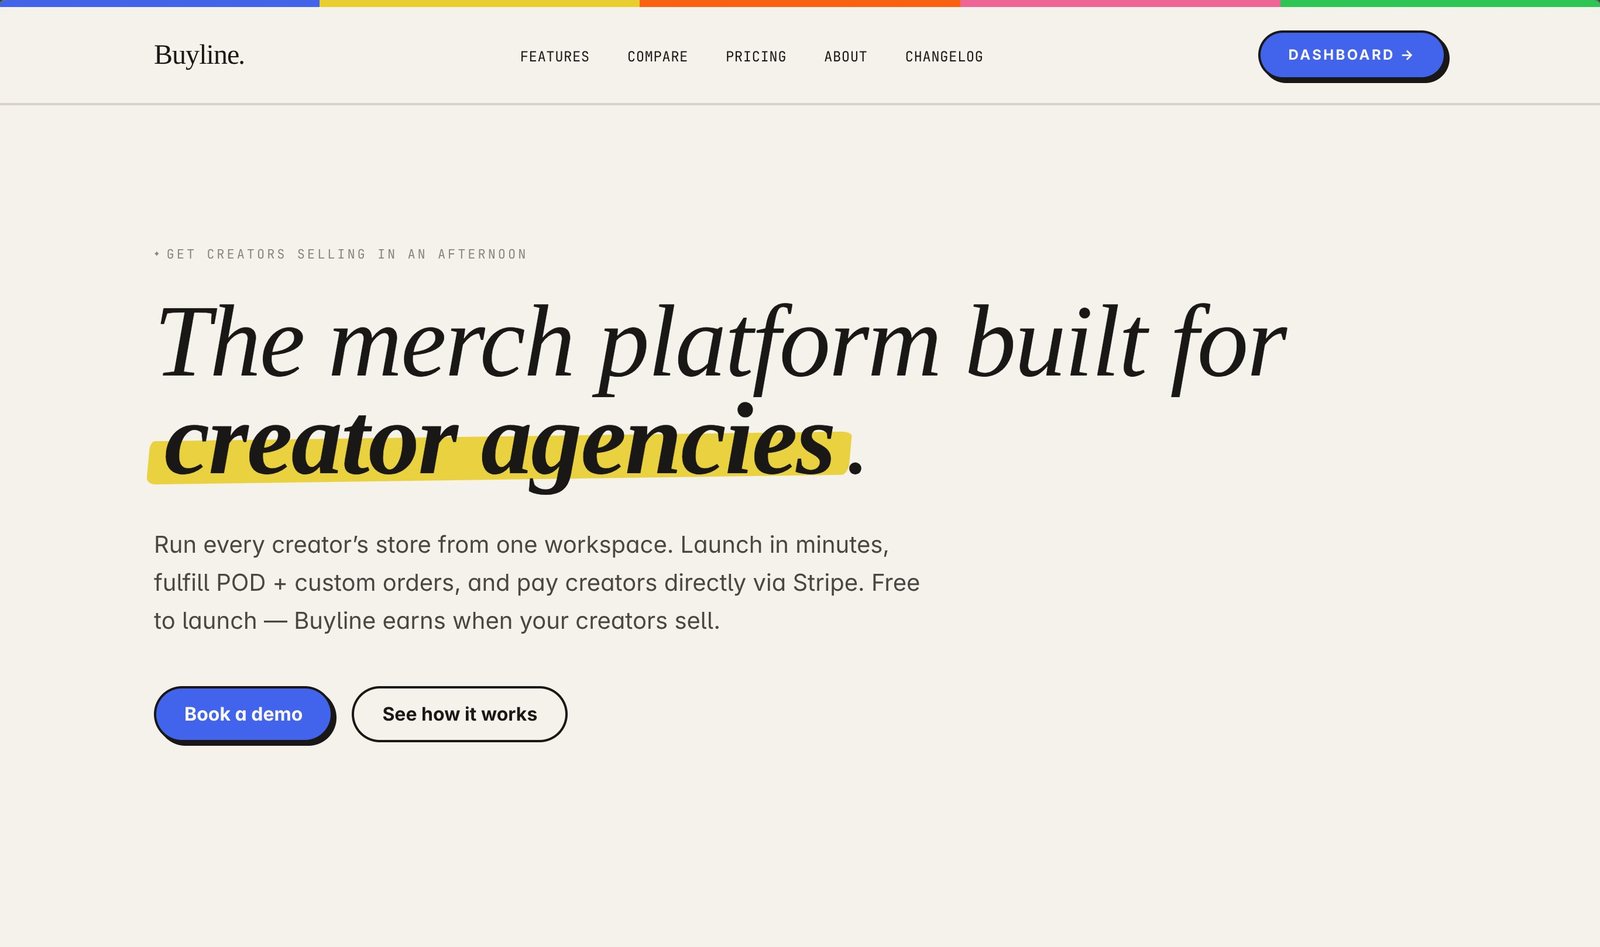 Buyline.
FEATURES COMPARE PRICING ABOUT CHANGELOG
DASHBOARD →
✦ GET CREATORS SELLING IN AN AFTERNOON
The merch platform built for
creator agencies.
Run every creator’s store from one workspace. Launch in minutes,
fulfill POD + custom orders, and pay creators directly via Stripe. Free
to launch — Buyline earns when your creators sell.
Book a demo
See how it works